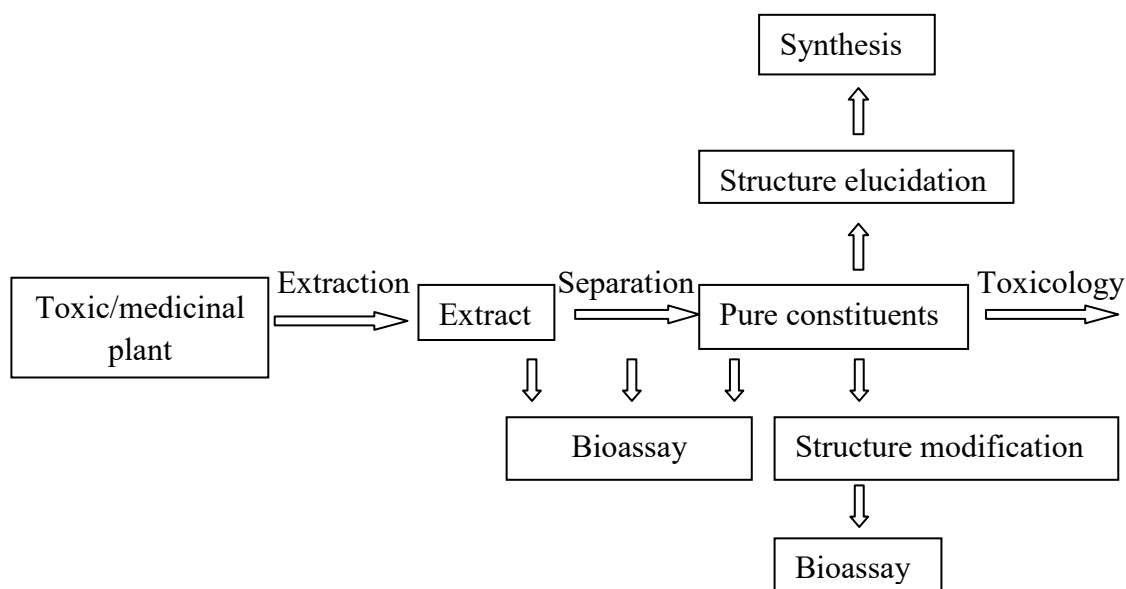 Synthesis
Structure elucidation
Extraction
Separation
Toxicology
Toxic/medicinal
plant
Extract
Pure constituents
Bioassay
Structure modification
Bioassay